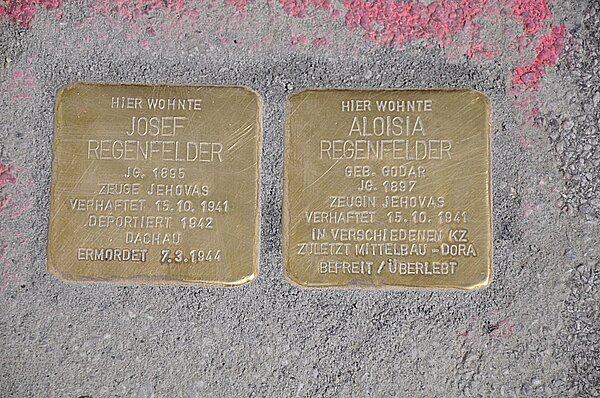 HIER WOHNTE
JOSEF
REGENFELDER
JG. 1895
ZEUGE JEHOVAS
VERHAFTET 15.10.1941
DEPORTIERT 1942
DACHAU
ERMORDET 7.3.1944
HIER WOHNTE
ALOISIA
REGENFELDER
GEB. GODAR
JG. 1897
ZEUGIN JEHOVAS
VERHAFTET 15.10.1941
IN VERSCHIEDENEN KZ
ZULETZT MITTELBAU-DORA
BEFREIT / ÜBERLEBT